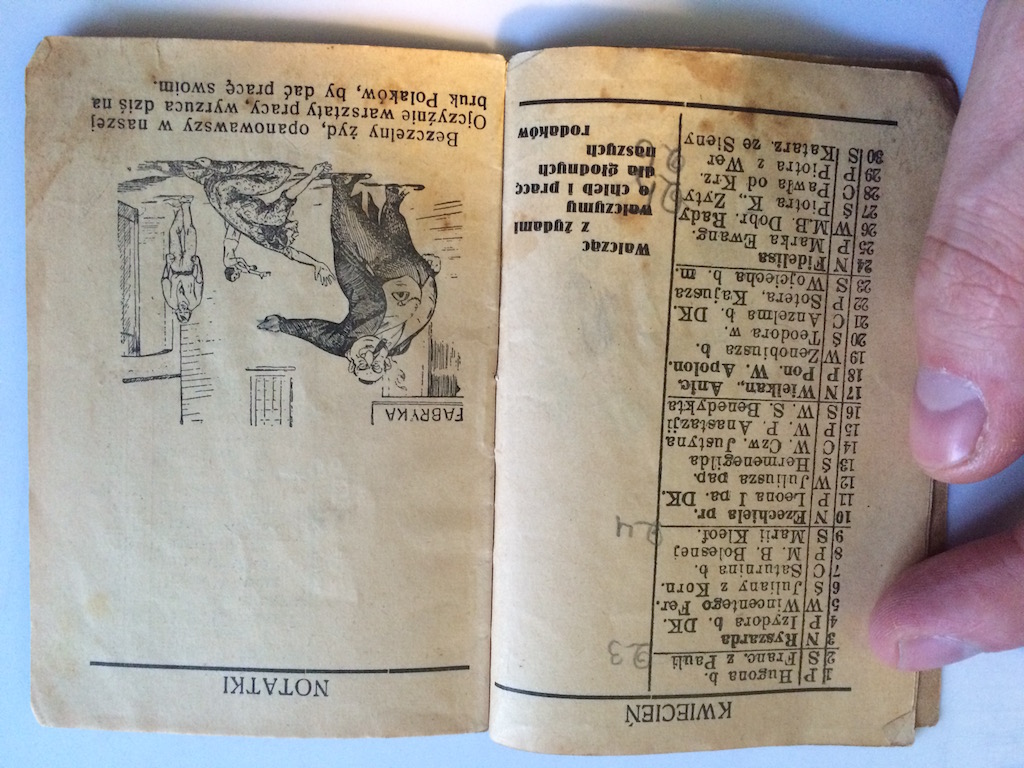 KWIECIEŃ
1 P Hugona b.
2 S Franc. z Pauli
23
3 N Ryszarda
4 P Izydora b. DK.
5 W Wincentego Fer.
6 Ś Juliany z Korn.
7 C Saturnina b.
8 P M. B. Bolesnej
9 S Marii Kleof.
24
10 N Ezechiela pr.
11 P Leona I pa. DK.
12 W Juliusza pap.
13 Ś Hermenegilda
14 C W. Czw. Justyna
15 P W. P. Anastazji
16 S W. S. Benedykta
17 N Wielkan., Anic.
18 P Pon. W. Apolon.
19 W Zenobiusza b.
20 Ś Teodora w.
21 C Anzelma b. DK.
22 P Sotera, Kajusza
23 S Wojciecha b. m.
24 N Fidelisa
25 P Marka Ewang.
26 W M.B. Dobr. Rady
27 Ś Piotra K., Zyty
28 C Pawła od Krz.
29 P Piotra z Wer
30 S Katarz. ze Sieny
Walcząc
z żydami
walczymy
o chleb i pracę
dla głodnych
naszych
rodaków
NOTATKI
FABRYKA
Bezczelny żyd, opanowawszy w naszej
Ojczyźnie warsztaty pracy, wyrzuca dziś na
bruk Polaków, by dać pracę swoim.